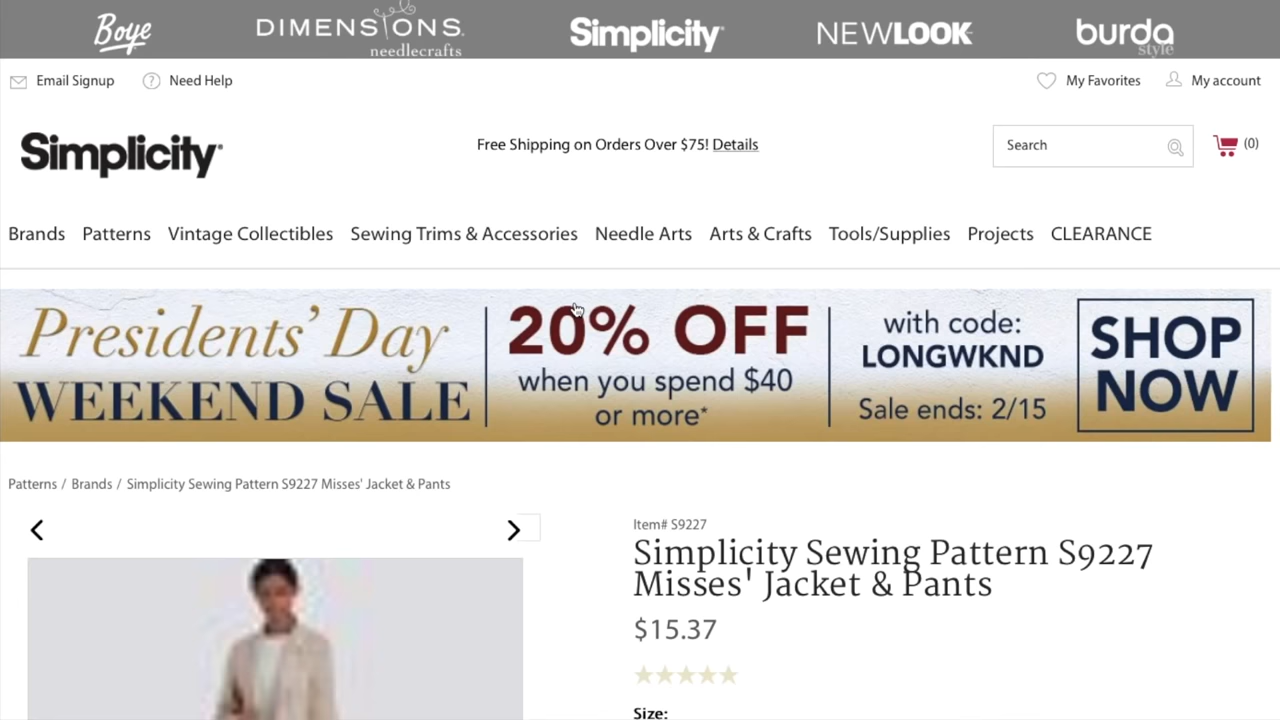 Boye DIMENSIONS® Simplicity® NEWLOOK burda
needlecrafts style
Email Signup Need Help My Favorites My account
Simplicity® Free Shipping on Orders Over $75! Details Search (0)
Brands Patterns Vintage Collectibles Sewing Trims & Accessories Needle Arts Arts & Crafts Tools/Supplies Projects CLEARANCE
Presidents' Day
WEEKEND SALE
20% OFF
when you spend $40
or more*
with code:
LONGWKND
Sale ends: 2/15
SHOP
NOW
Patterns / Brands / Simplicity Sewing Pattern S9227 Misses' Jacket & Pants
Item# S9227
Simplicity Sewing Pattern S9227
Misses' Jacket & Pants
$15.37
Size: